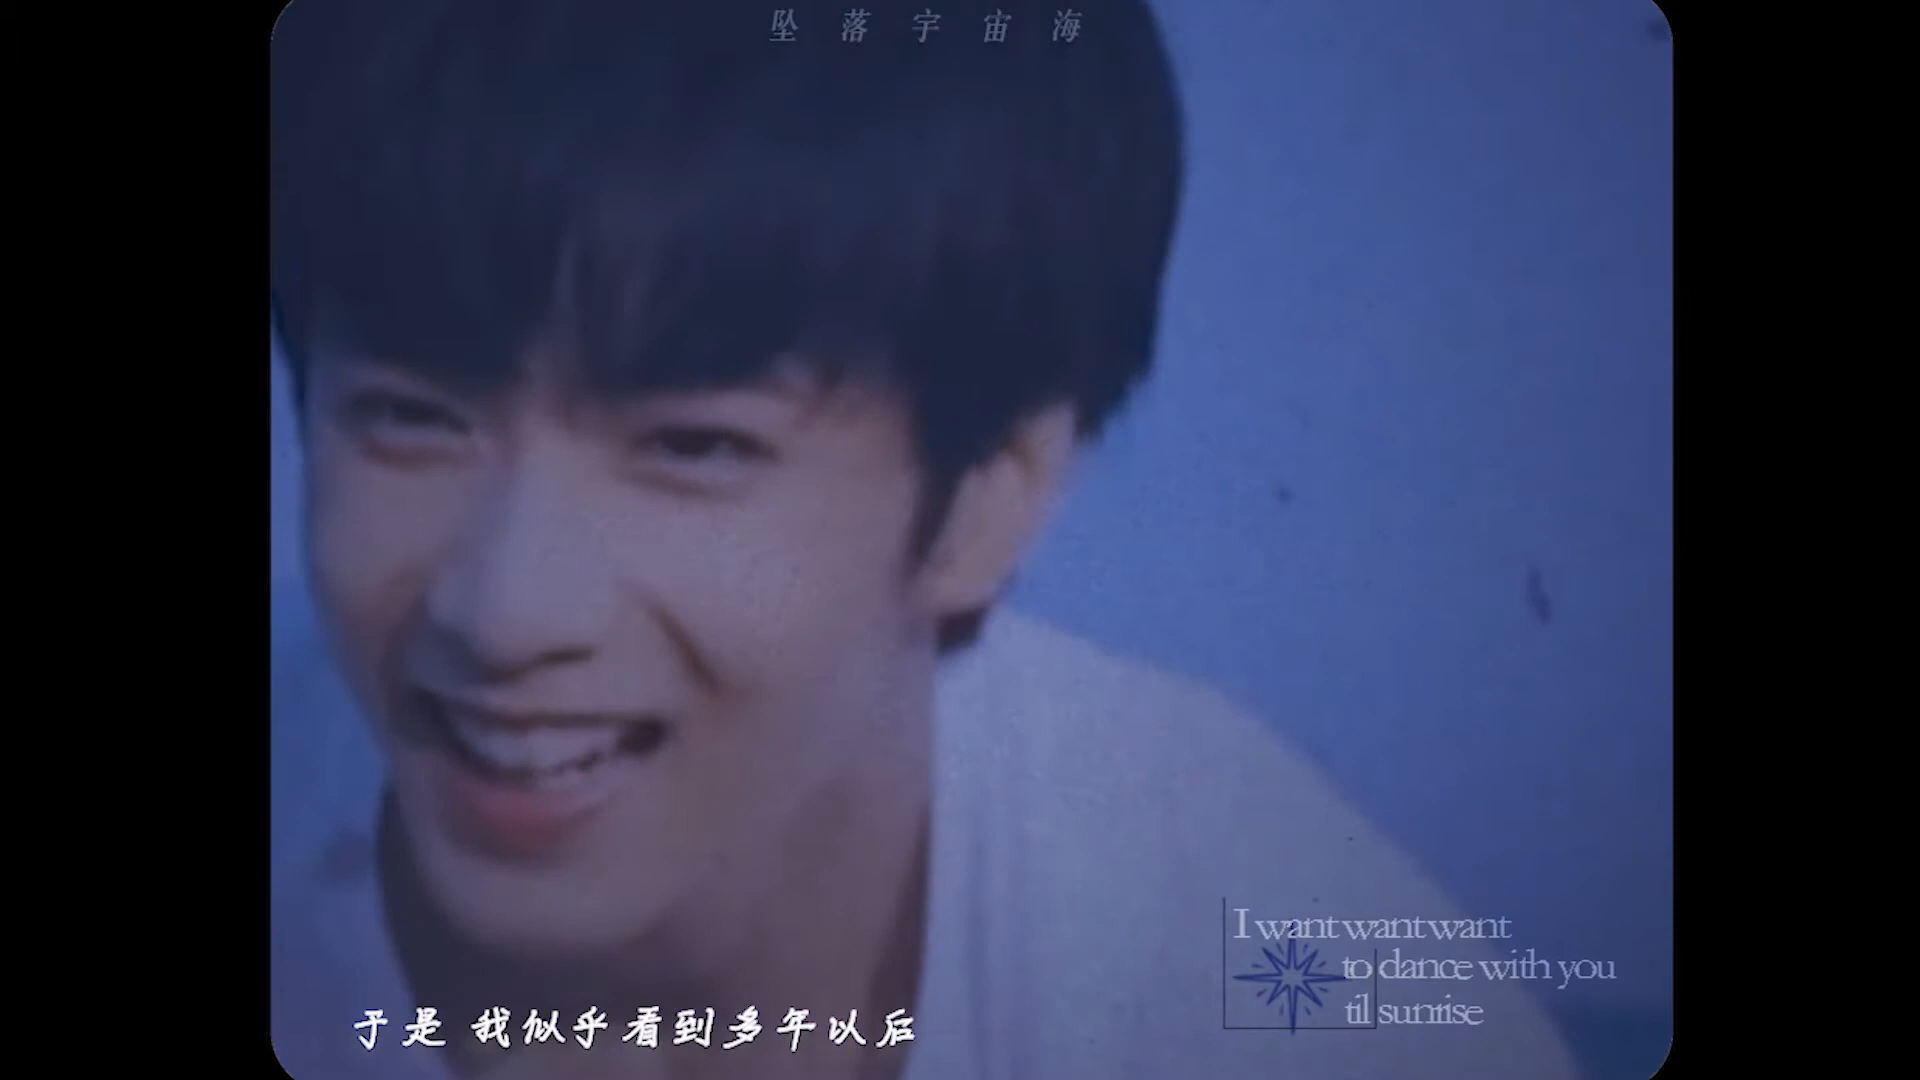 坠落宇宙海
I want want want
to dance with you
til sunrise
于是 我似乎看到多年以后